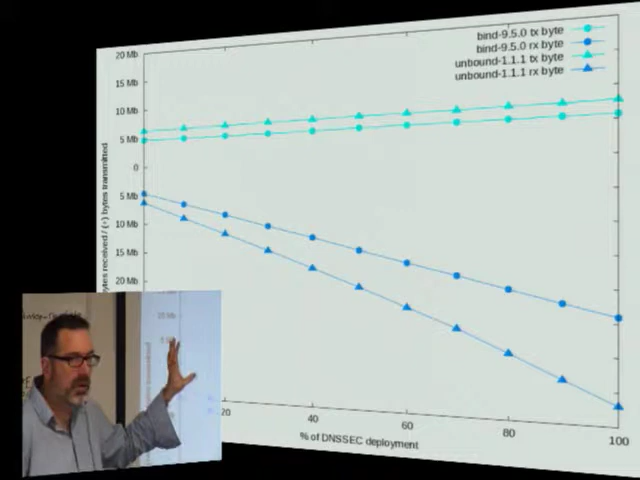 bind-9.5.0 tx byte
bind-9.5.0 rx byte
unbound-1.1.1 tx byte
unbound-1.1.1 rx byte
20 Mb
15 Mb
10 Mb
5 Mb
0
5 Mb
10 Mb
15 Mb
20 Mb
bytes received / (+) bytes transmitted
20
40
60
80
100
% of DNSSEC deployment